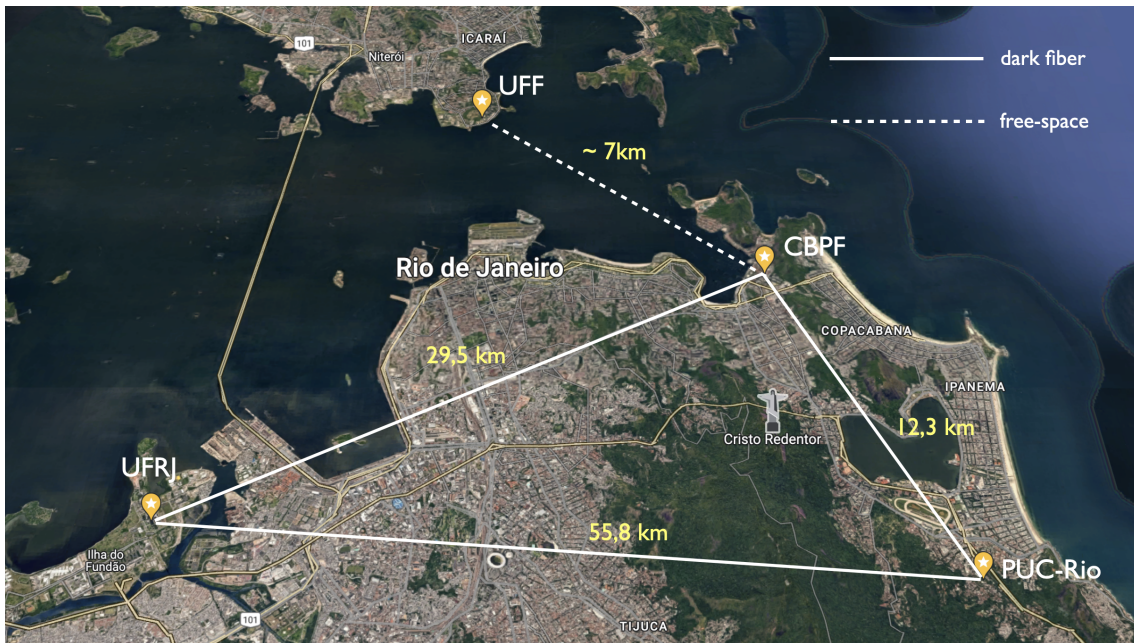 ICARAÍ
101
Niterói
UFF
dark fiber
free-space
~ 7km
CBPF
Rio de Janeiro
COPACABANA
29,5 km
IPANEMA
12,3 km
Cristo Redentor
UFRJ
55,8 km
Ilha do
Fundão
PUC-Rio
101
TIJUCA